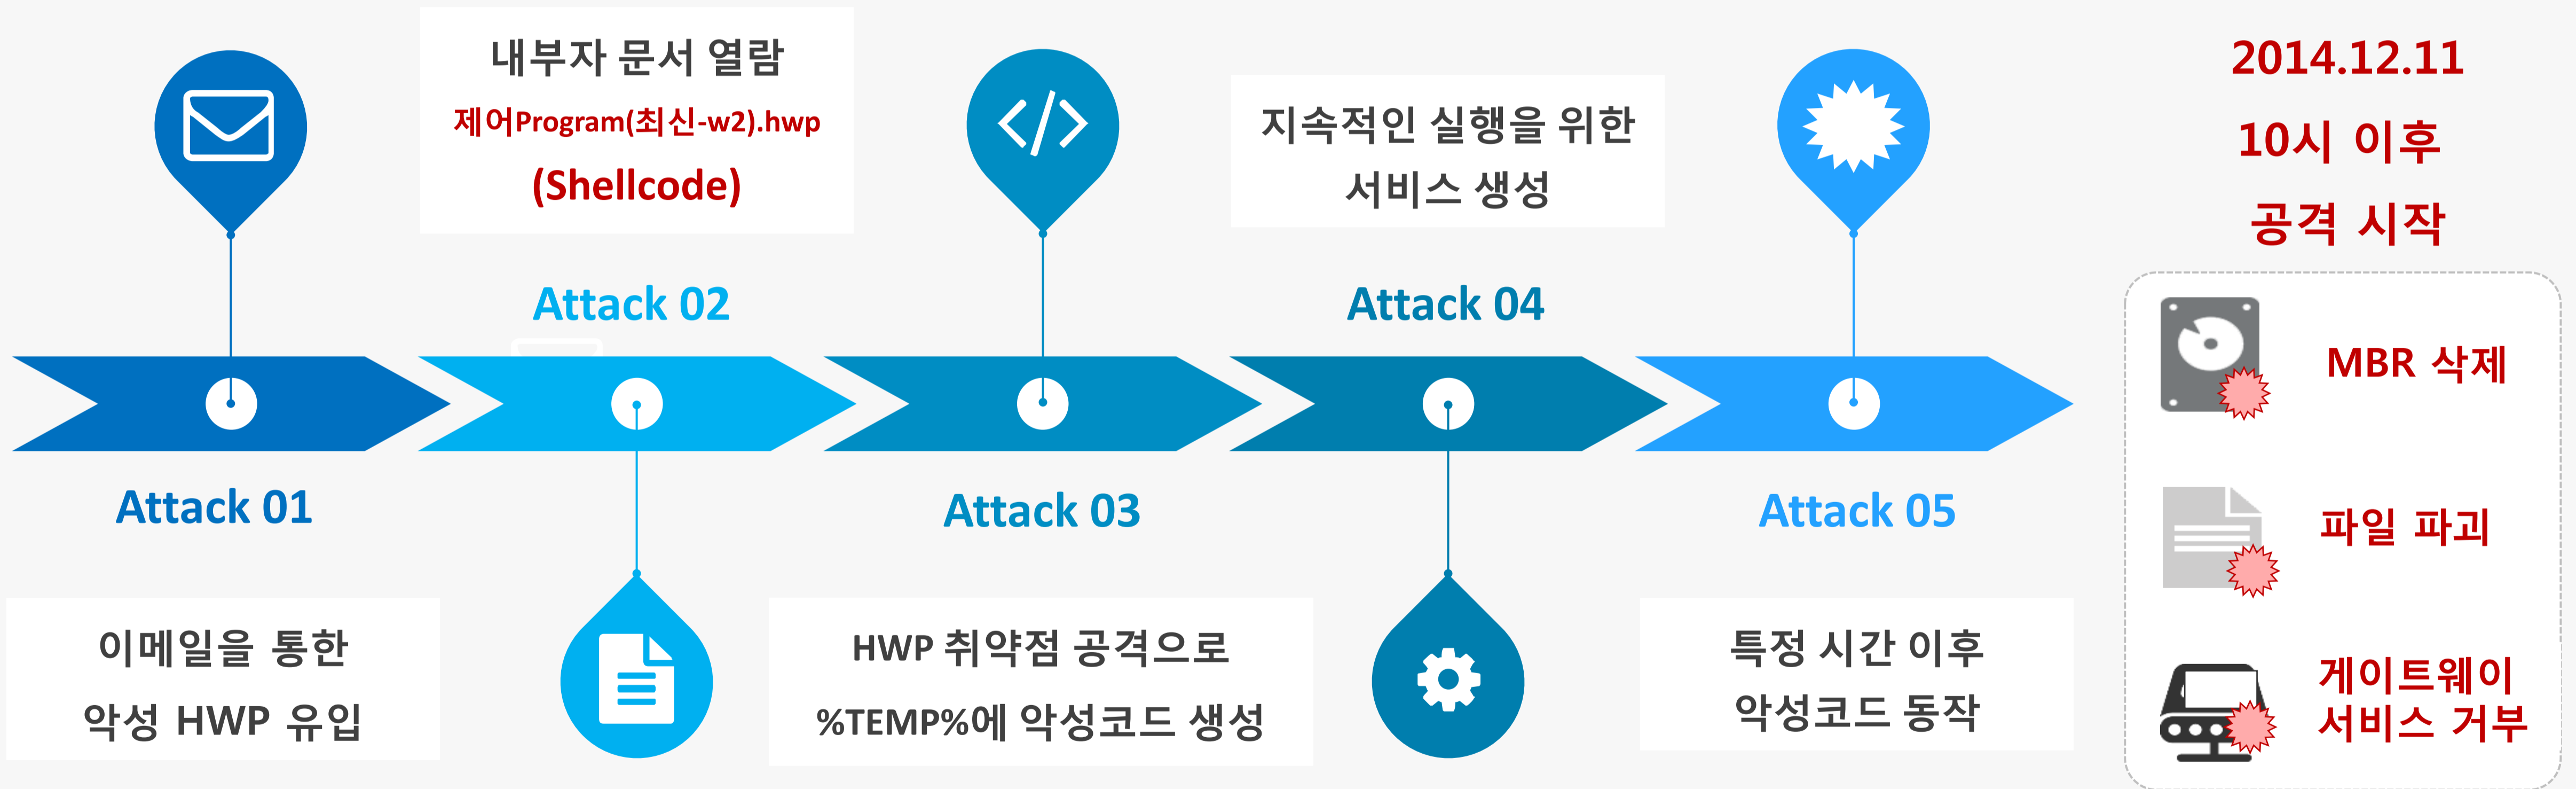 Attack 01
이메일을 통한
악성 HWP 유입
내부자 문서 열람
제어Program(최신-w2).hwp
(Shellcode)
Attack 02
Attack 03
HWP 취약점 공격으로
%TEMP%에 악성코드 생성
지속적인 실행을 위한
서비스 생성
Attack 04
Attack 05
특정 시간 이후
악성코드 동작
2014.12.11
10시 이후
공격 시작
MBR 삭제
파일 파괴
게이트웨이
서비스 거부